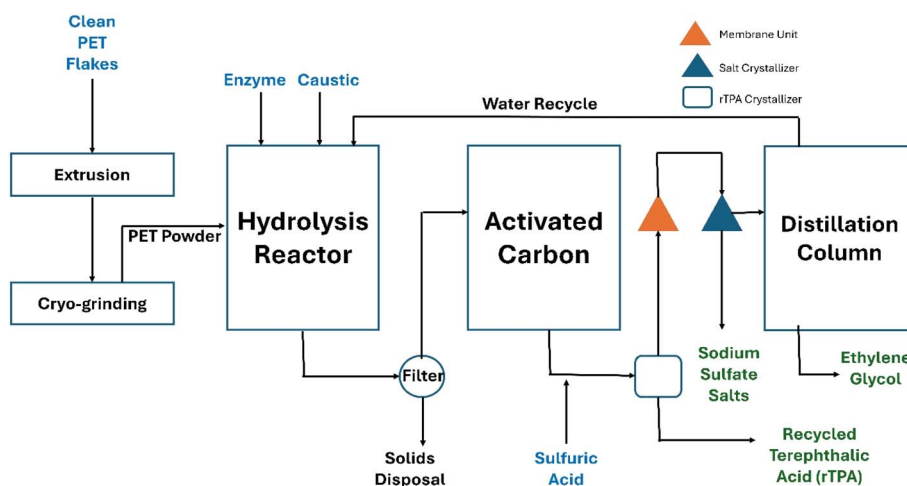 Clean
PET
Flakes
Enzyme
Caustic
Water Recycle
Membrane Unit
Salt Crystallizer
rTPA Crystallizer
Extrusion
PET Powder
Cryo-grinding
Hydrolysis
Reactor
Activated
Carbon
Distillation
Column
Filter
Solids
Disposal
Sulfuric
Acid
Sodium
Sulfate
Salts
Ethylene
Glycol
Recycled
Terephthalic
Acid (rTPA)